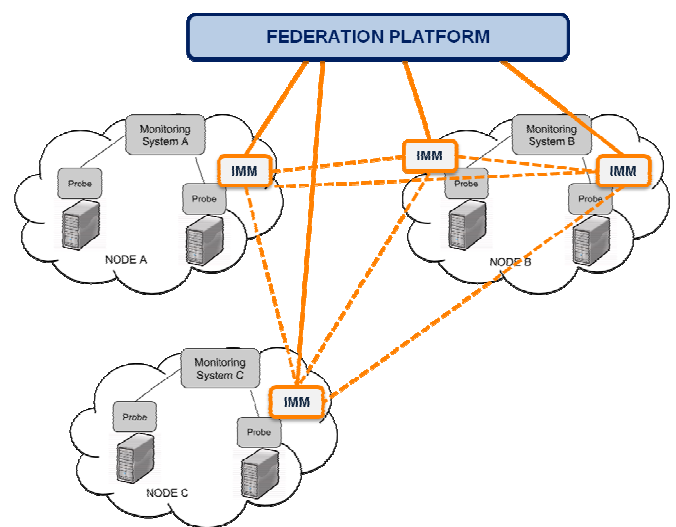 FEDERATION PLATFORM
Monitoring
System A
IMM
Probe
Probe
NODE A
IMM
Monitoring
System B
IMM
Probe
Probe
NODE B
Monitoring
System C
IMM
Probe
Probe
NODE C